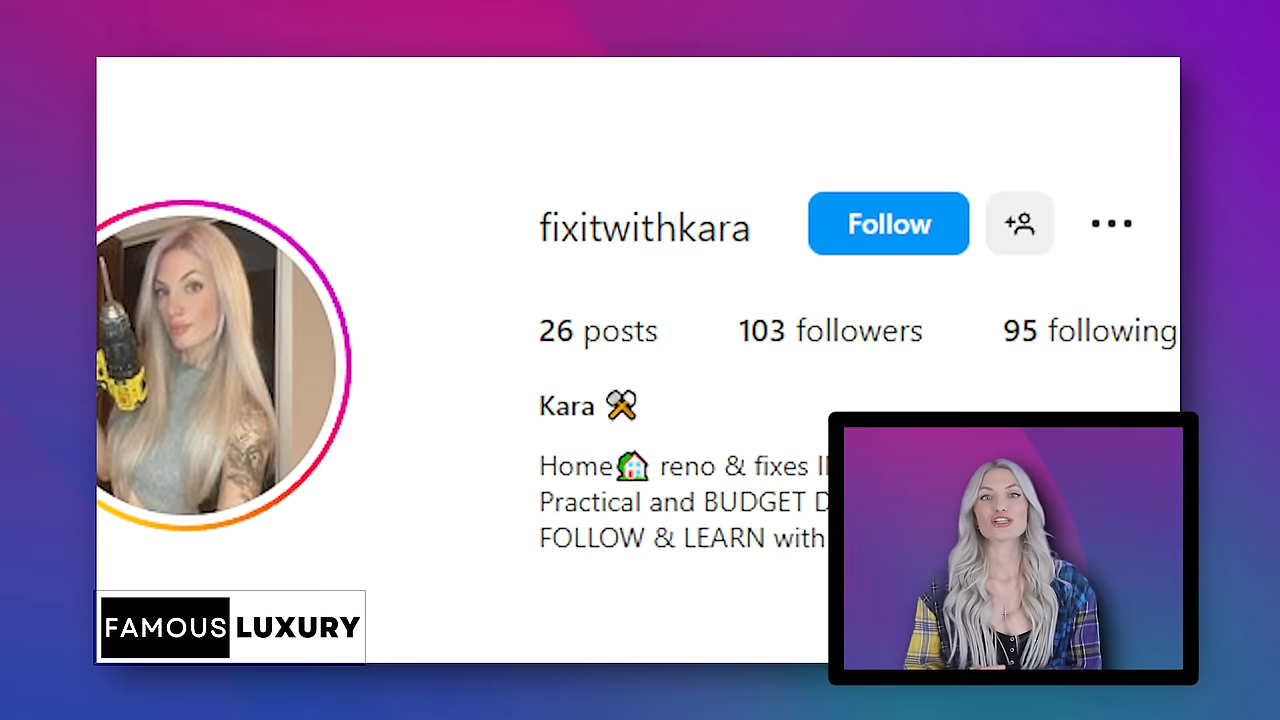 fixitwithkara
Follow
26 posts 103 followers 95 following
Kara
Home reno & fixes
Practical and BUDGET
FOLLOW & LEARN with
FAMOUS LUXURY